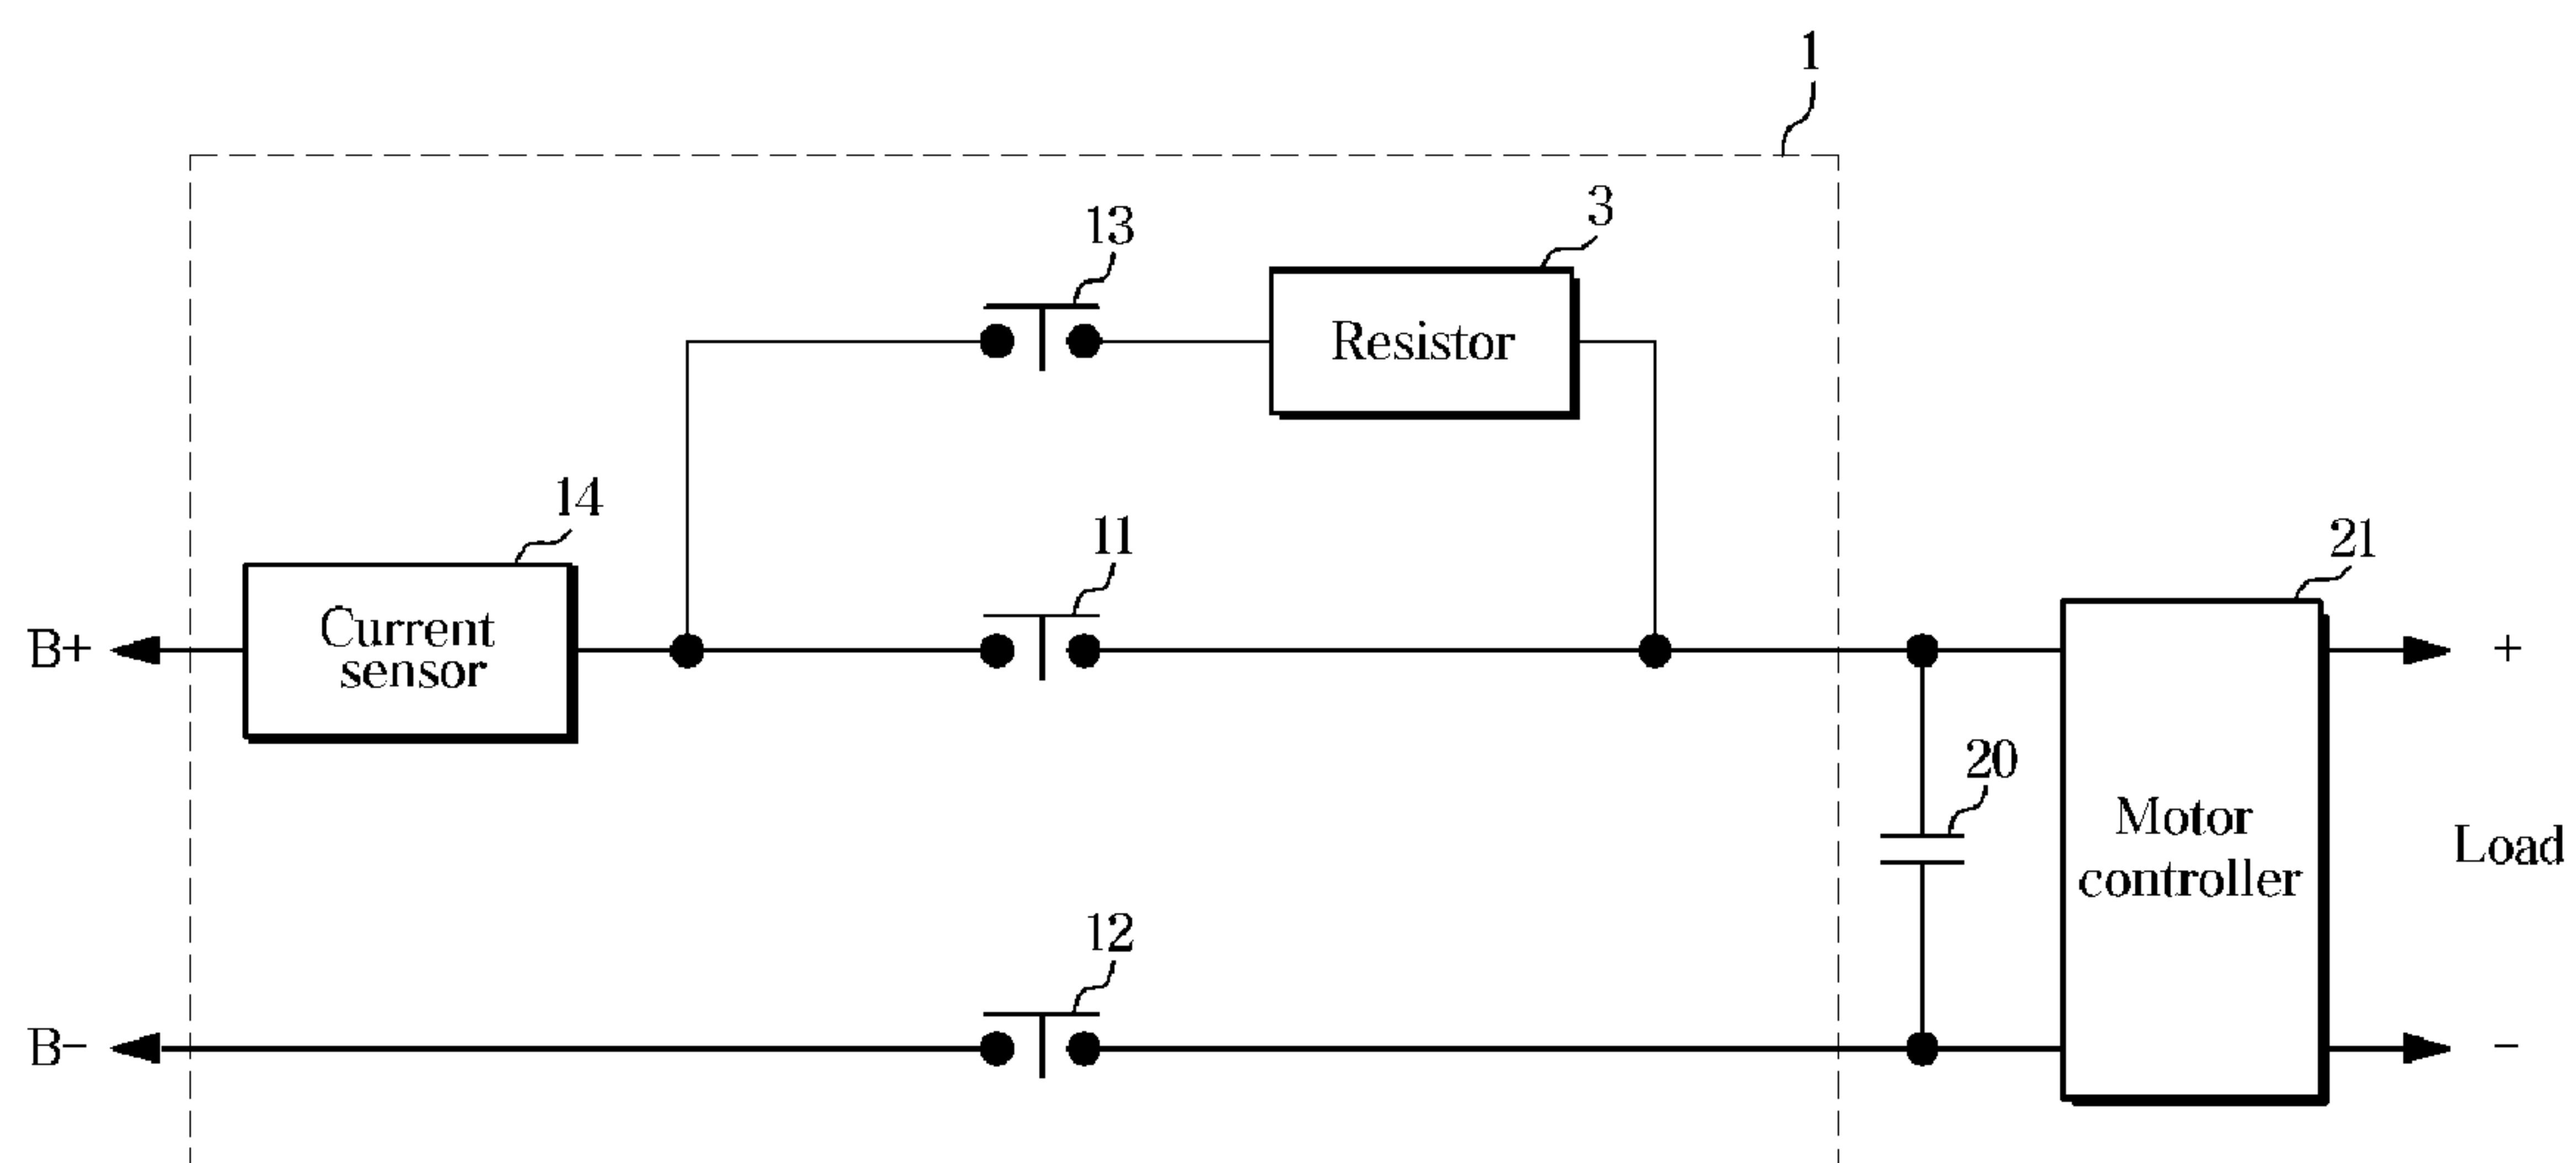 1
13
3
Resistor
14
11
21
Current
sensor
B+
+
20
Motor
controller
Load
12
B-
-